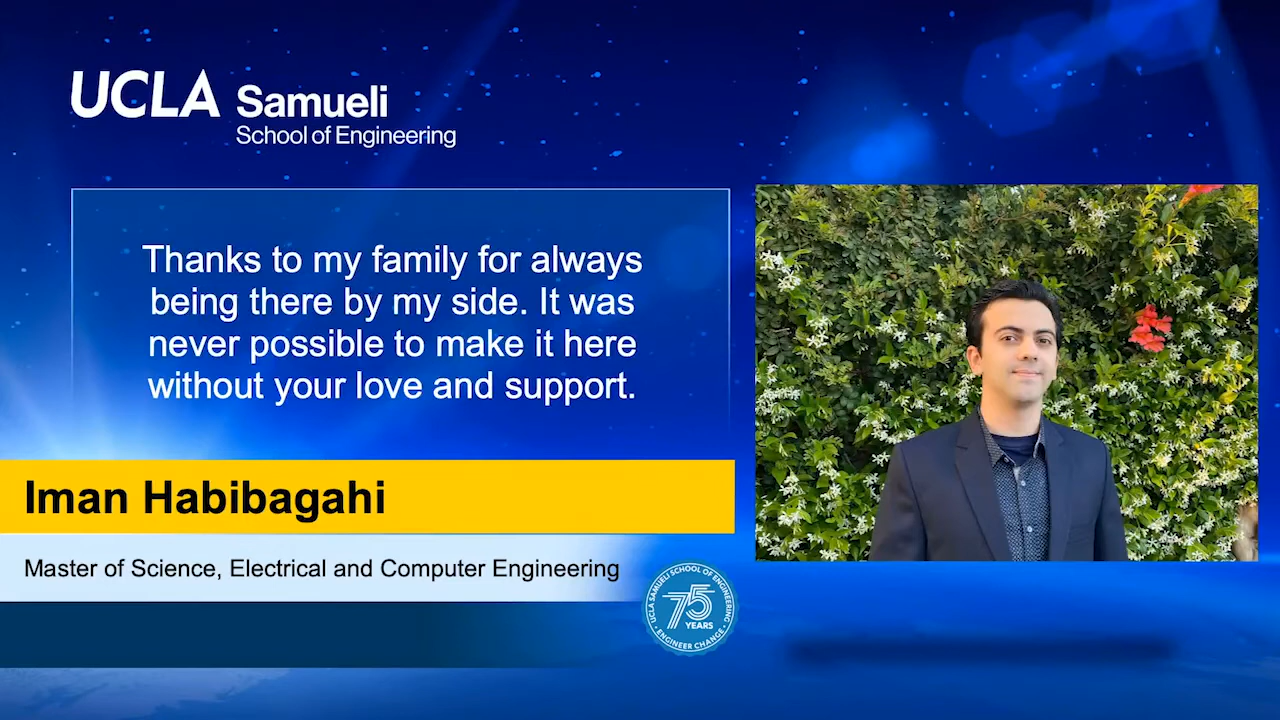 UCLA Samueli
School of Engineering
Thanks to my family for always
being there by my side. It was
never possible to make it here
without your love and support.
Iman Habibagahi
Master of Science, Electrical and Computer Engineering
UCLA SAMUELI SCHOOL OF ENGINEERING
75
YEARS
• ENGINEER CHANGE •